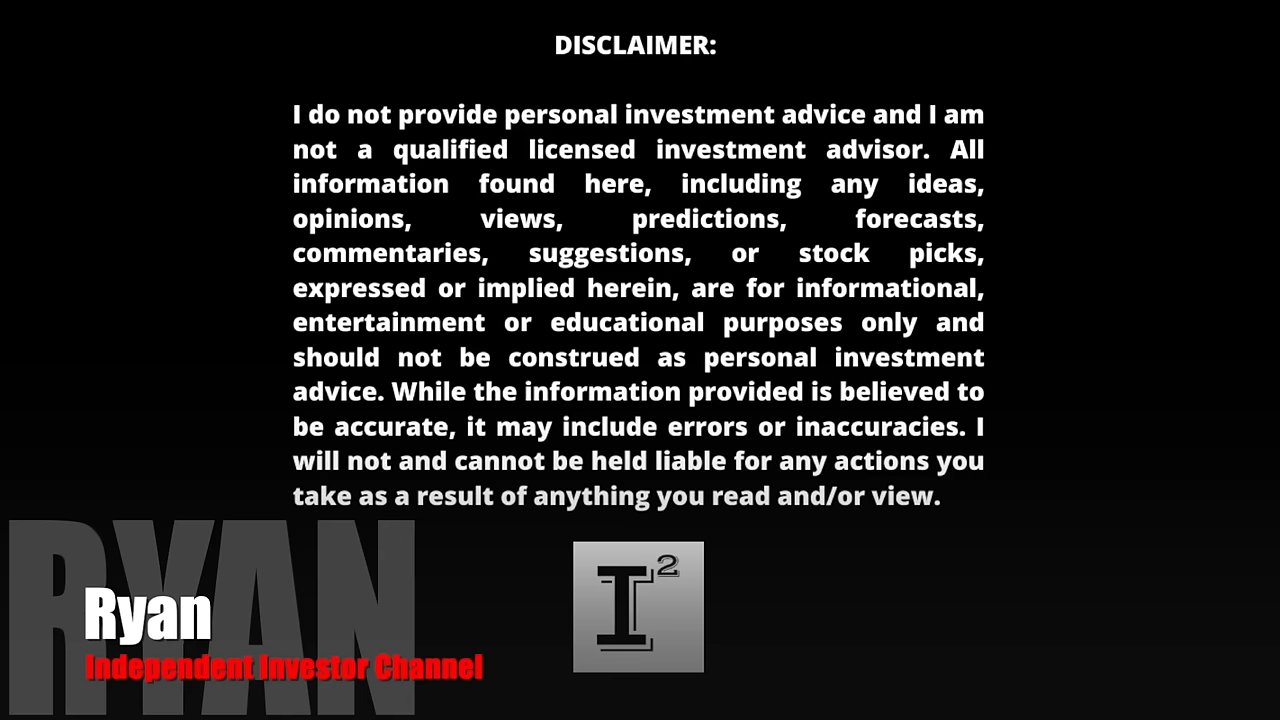 DISCLAIMER:
I do not provide personal investment advice and I am
not a qualified licensed investment advisor. All
information found here, including any ideas,
opinions, views, predictions, forecasts,
commentaries, suggestions, or stock picks,
expressed or implied herein, are for informational,
entertainment or educational purposes only and
should not be construed as personal investment
advice. While the information provided is believed to
be accurate, it may include errors or inaccuracies. I
will not and cannot be held liable for any actions you
take as a result of anything you read and/or view.
I²
RYAN
Ryan
Independent Investor Channel